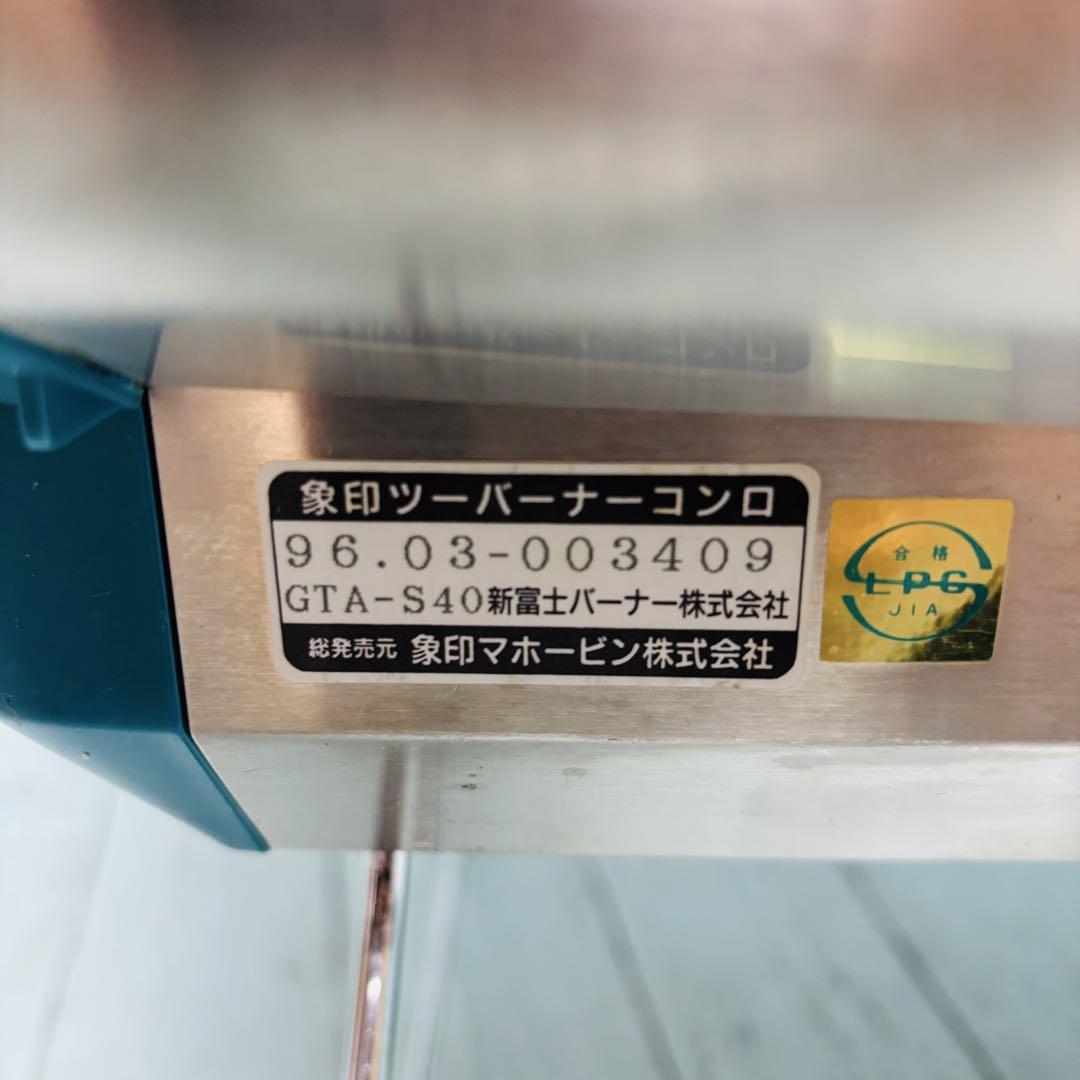 象印ツーバーナーコンロ
96.03-003409
GTA-S40新富士バーナー株式会社
総発売元 象印マホービン株式会社
合格
LPG
JIA